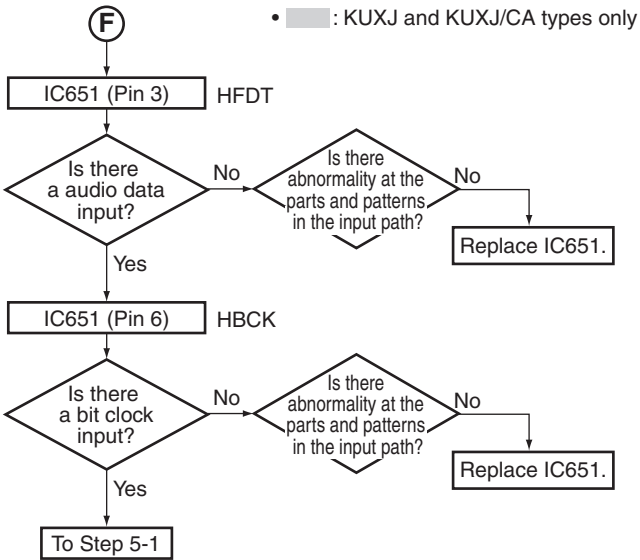 F
• : KUXJ and KUXJ/CA types only
IC651 (Pin 3)
HFDT
Is there
a audio data
input?
No
Is there
abnormality at the
parts and patterns
in the input path?
No
Replace IC651.
Yes
IC651 (Pin 6)
HBCK
Is there
a bit clock
input?
No
Is there
abnormality at the
parts and patterns
in the input path?
No
Replace IC651.
Yes
To Step 5-1